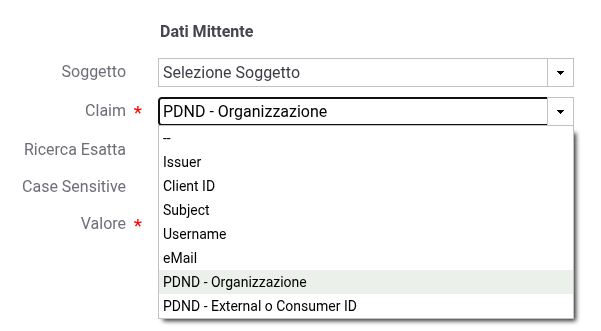 Dati Mittente
Soggetto Selezione Soggetto
Claim * PDND - Organizzazione
--
Ricerca Esatta
Issuer
Case Sensitive
Client ID
Subject
Valore *
Username
eMail
PDND - Organizzazione
PDND - External o Consumer ID